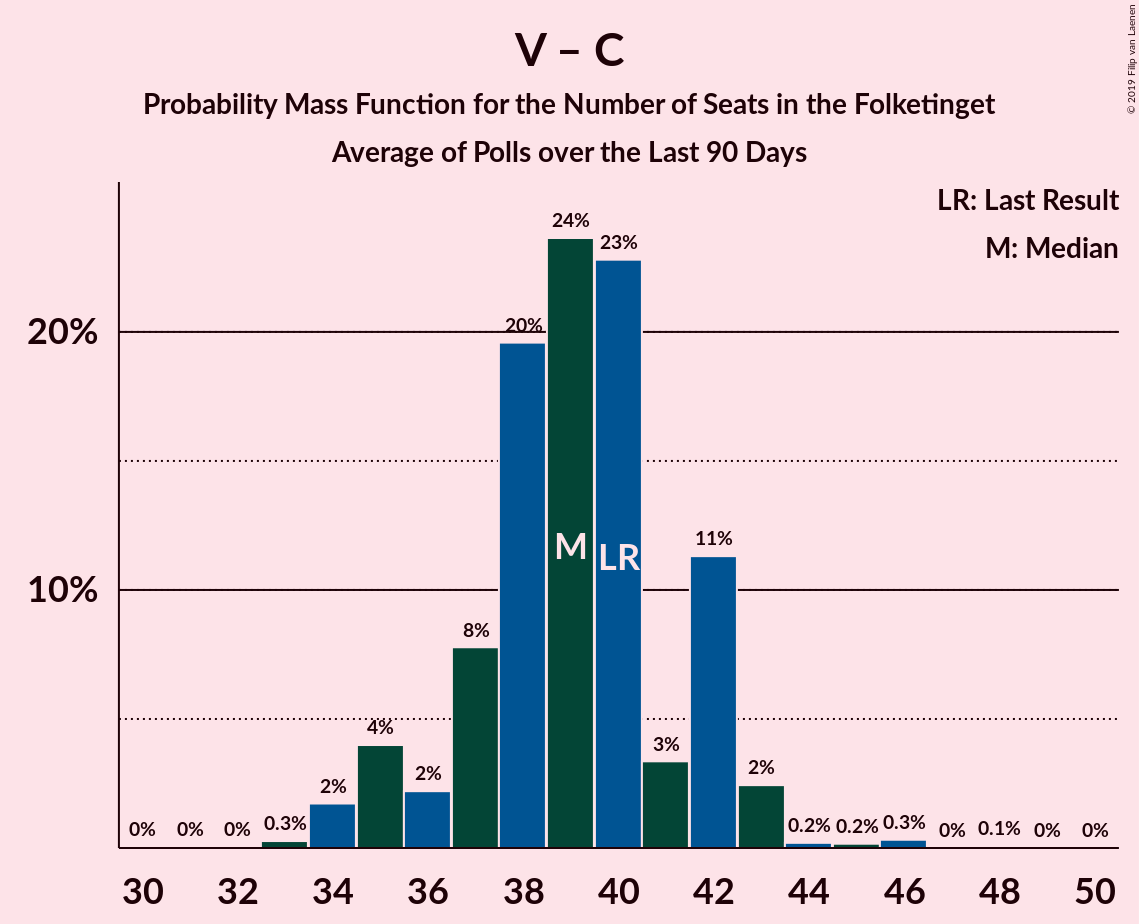 V – C
Probability Mass Function for the Number of Seats in the Folketinget
Average of Polls over the Last 90 Days
© 2019 Filip van Laenen
LR: Last Result
M: Median
20%
10%
0% 0% 0% 0.3% 2% 4% 2% 8% 20% 24% 23% 3% 11% 2% 0.2% 0.2% 0.3% 0% 0.1% 0% 0%
M LR
30 32 34 36 38 40 42 44 46 48 50